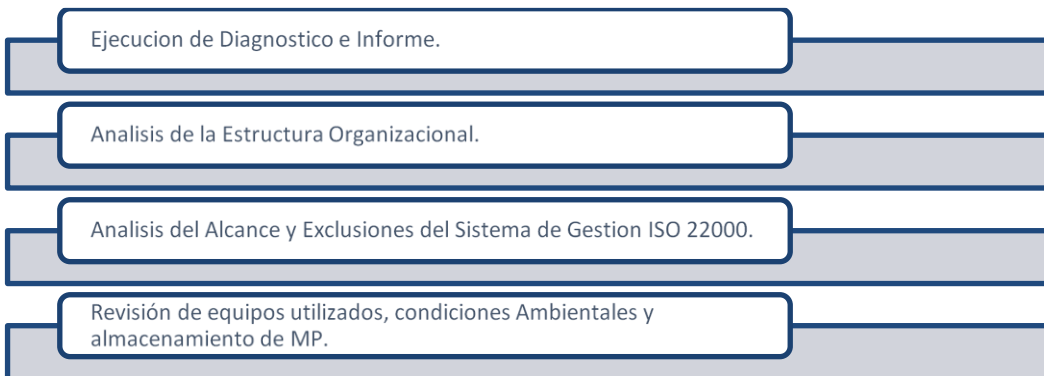 Ejecucion de Diagnostico e Informe.
Analisis de la Estructura Organizacional.
Analisis del Alcance y Exclusiones del Sistema de Gestion ISO 22000.
Revisión de equipos utilizados, condiciones Ambientales y
almacenamiento de MP.